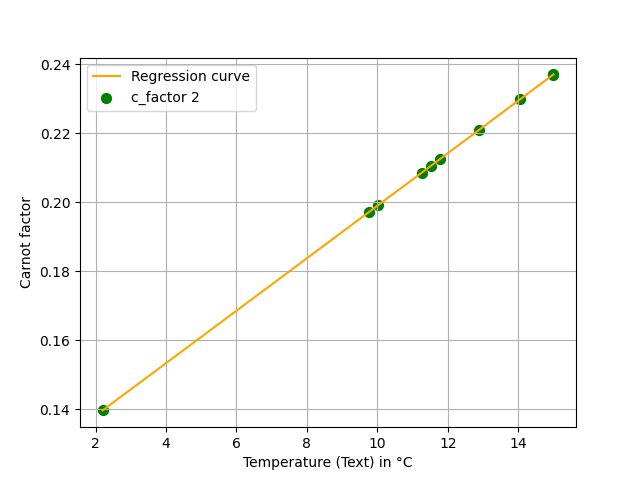 0.24
0.22
0.20
0.18
0.16
0.14
Carnot factor
Regression curve
c_factor 2
2 4 6 8 10 12 14
Temperature (Text) in °C